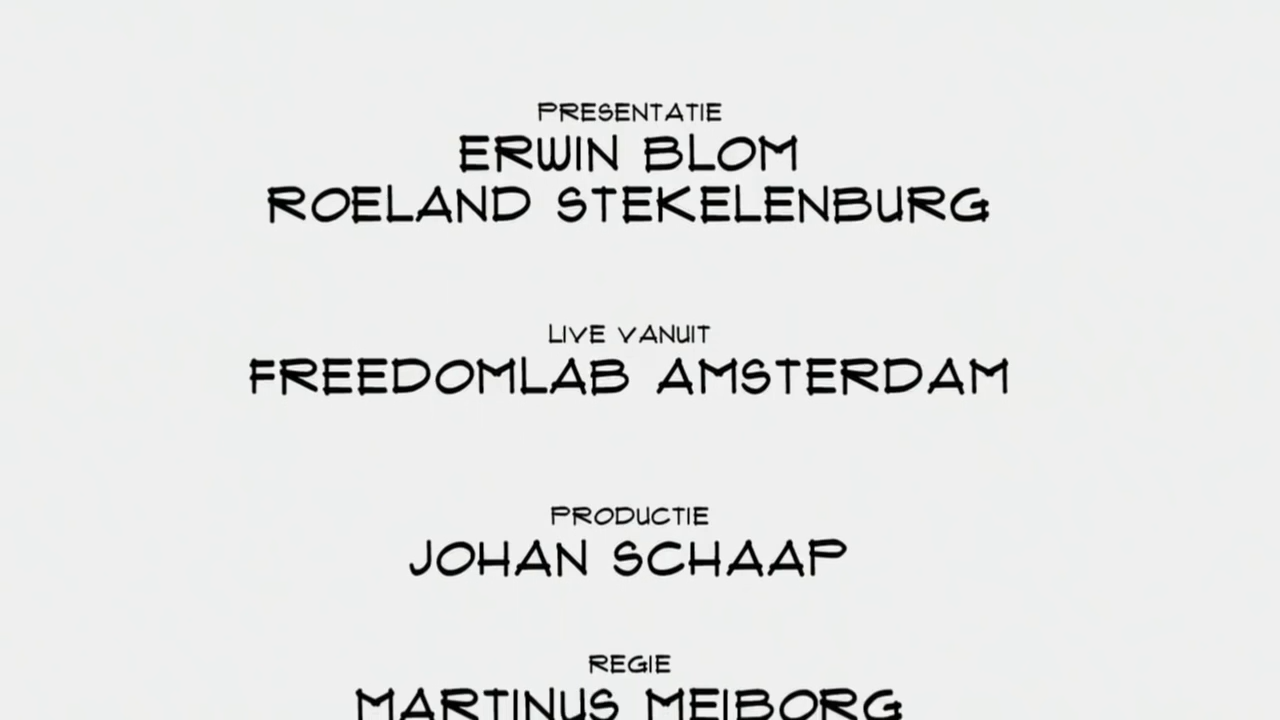 PRESENTATIE
ERWIN BLOM
ROELAND STEKELENBURG
LIVE VANUIT
FREEDOMLAB AMSTERDAM
PRODUCTIE
JOHAN SCHAAP
REGIE
MARTINUS MEIBORG